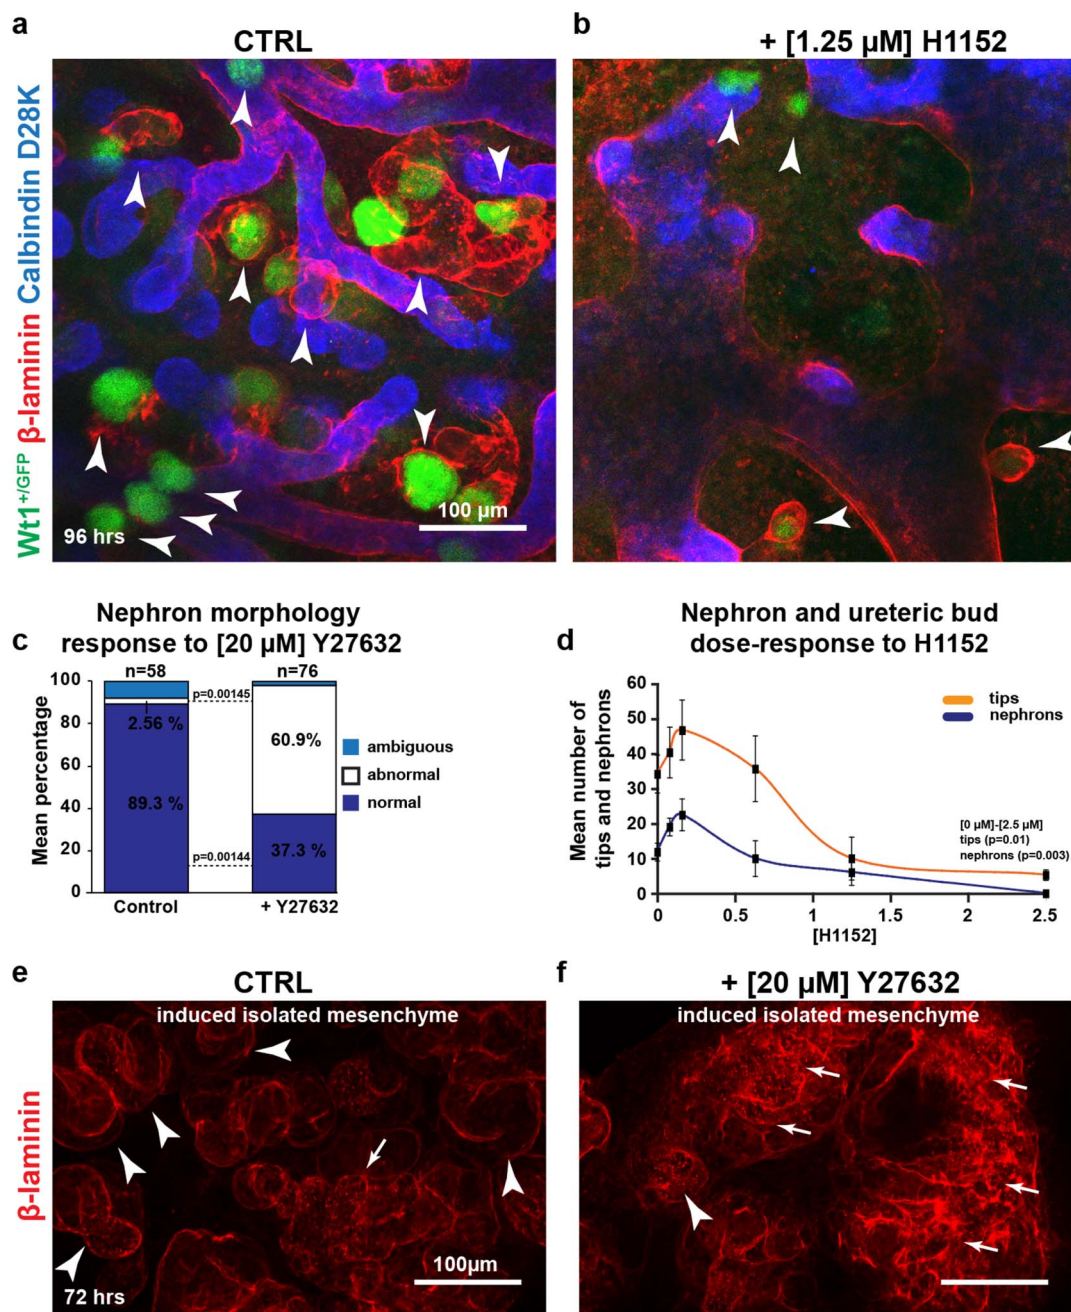 a
CTRL
b
+ [1.25 µM] H1152
Wt1+/GFP β-laminin Calbindin D28K
96 hrs
100 µm
c
Nephron morphology
response to [20 µM] Y27632
n=58
n=76
Mean percentage
100
80
60
40
20
0
p=0.00145
2.56 %
89.3 %
p=0.00144
60.9%
37.3 %
ambiguous
abnormal
normal
Control
+ Y27632
d
Nephron and ureteric bud
dose-response to H1152
Mean number of
tips and nephrons
60
50
40
30
20
10
0
tips
nephrons
[0 µM]-[2.5 µM]
tips (p=0.01)
nephrons (p=0.003)
0
0.5
1
1.5
2
2.5
[H1152]
e
CTRL
induced isolated mesenchyme
β-laminin
72 hrs
100µm
f
+ [20 µM] Y27632
induced isolated mesenchyme